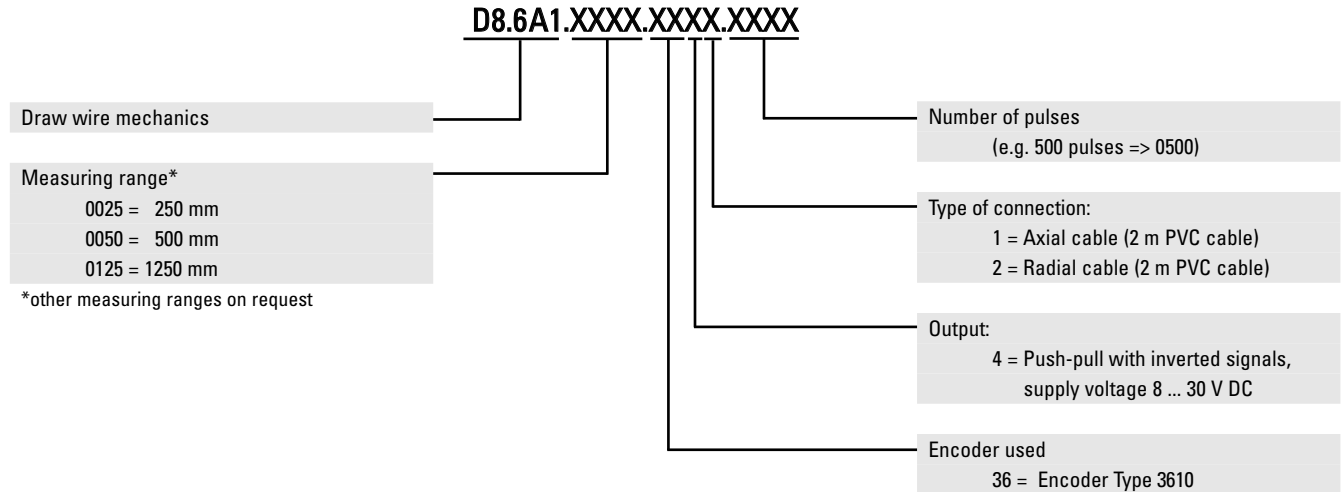 D8.6A1.XXXX.XXXX.XXXX
Draw wire mechanics
Measuring range*
0025 = 250 mm
0050 = 500 mm
0125 = 1250 mm
*other measuring ranges on request
Number of pulses
(e.g. 500 pulses => 0500)
Type of connection:
1 = Axial cable (2 m PVC cable)
2 = Radial cable (2 m PVC cable)
Output:
4 = Push-pull with inverted signals,
supply voltage 8 ... 30 V DC
Encoder used
36 = Encoder Type 3610